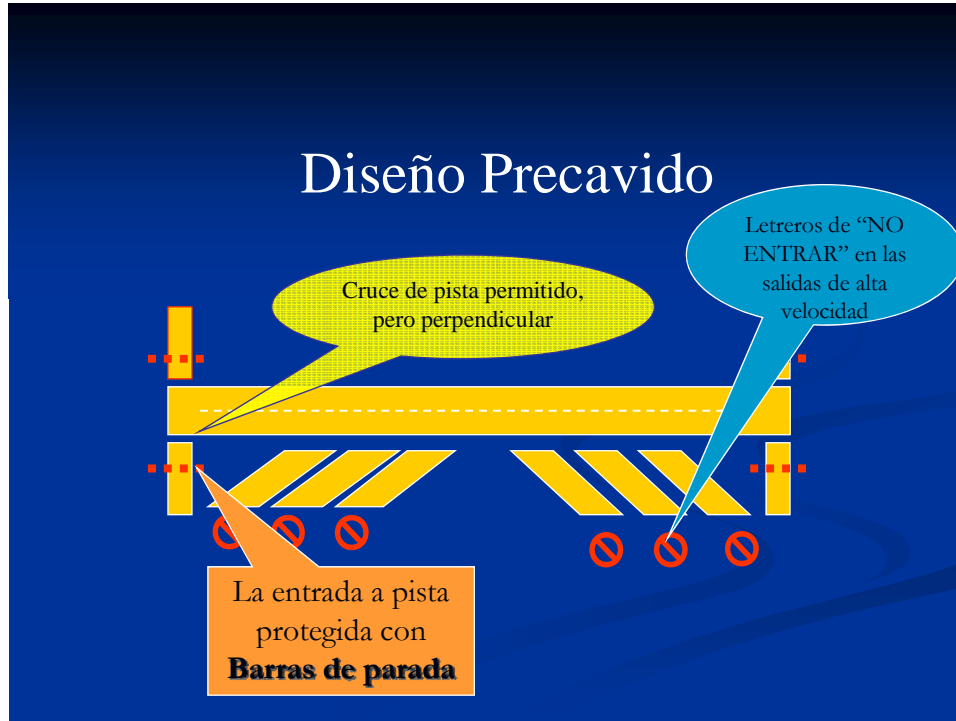 Diseño Precavido
Letreros de “NO
ENTRAR” en las
salidas de alta
velocidad
Cruce de pista permitido,
pero perpendicular
La entrada a pista
protegida con
Barras de parada